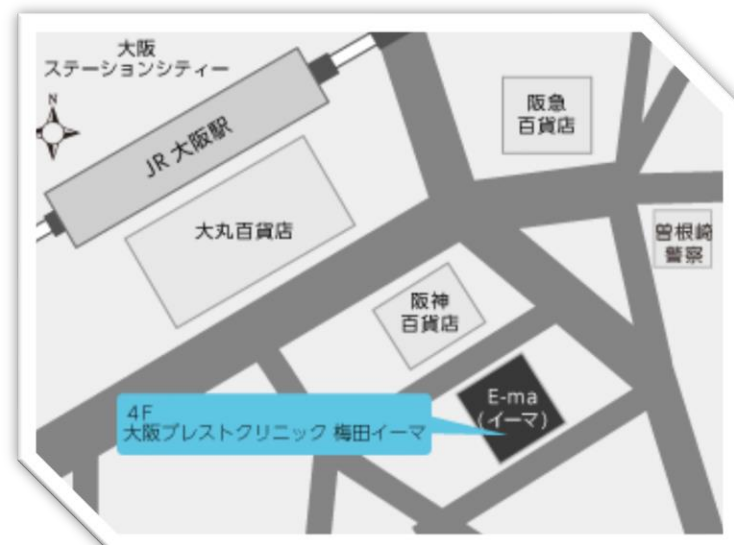 大阪
ステーションシティー
N
阪急
百貨店
JR 大阪駅
大丸百貨店
曽根崎
警察
阪神
百貨店
E-ma
(イーマ)
4F
大阪ブレストクリニック 梅田イーマ